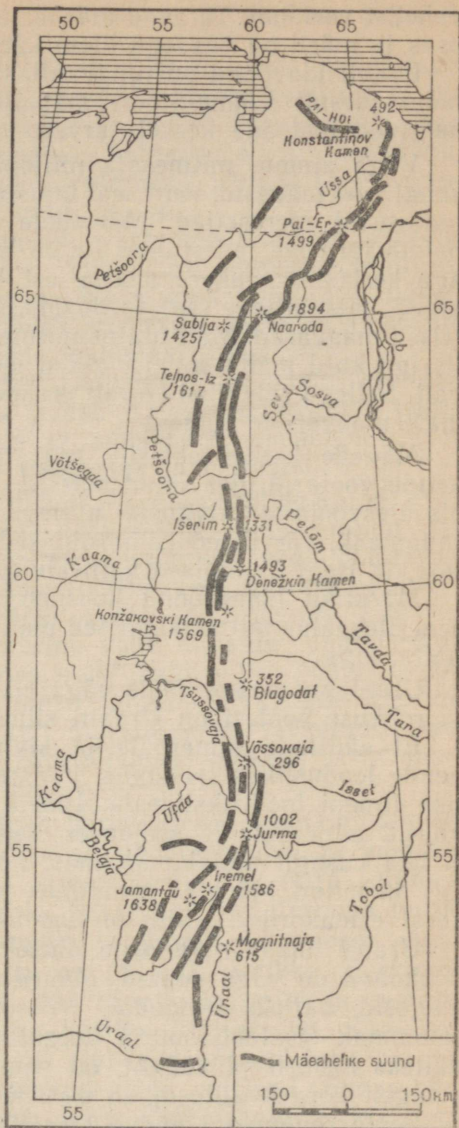 50 55 60 65
PAI-HOI
492
Konstantinov
Kamen
Ussa
Pai-Er
1499
Petšoora
65
65
1894
Naaroda
Sablja
1425
Ob
Telpos-Iz
1617
Sev. Sosva
Võtšegda
Petšoora
Išerim
1331
Pelõm
1493
Denežkin Kamen
60
60
Kaama
Konžakovski Kamen
1569
Tavda
352
Blagodat
Tšussovaja
Tura
Võssokaja
296
Kaama
Isset
Ufaa
1002
Jurma
Belaja
55
55
Iremel
1586
Jamantau
1638
Tobol
Magnitnaja
615
Uraal
Uraal
Mäeahelike suund
150 0 150 км
55